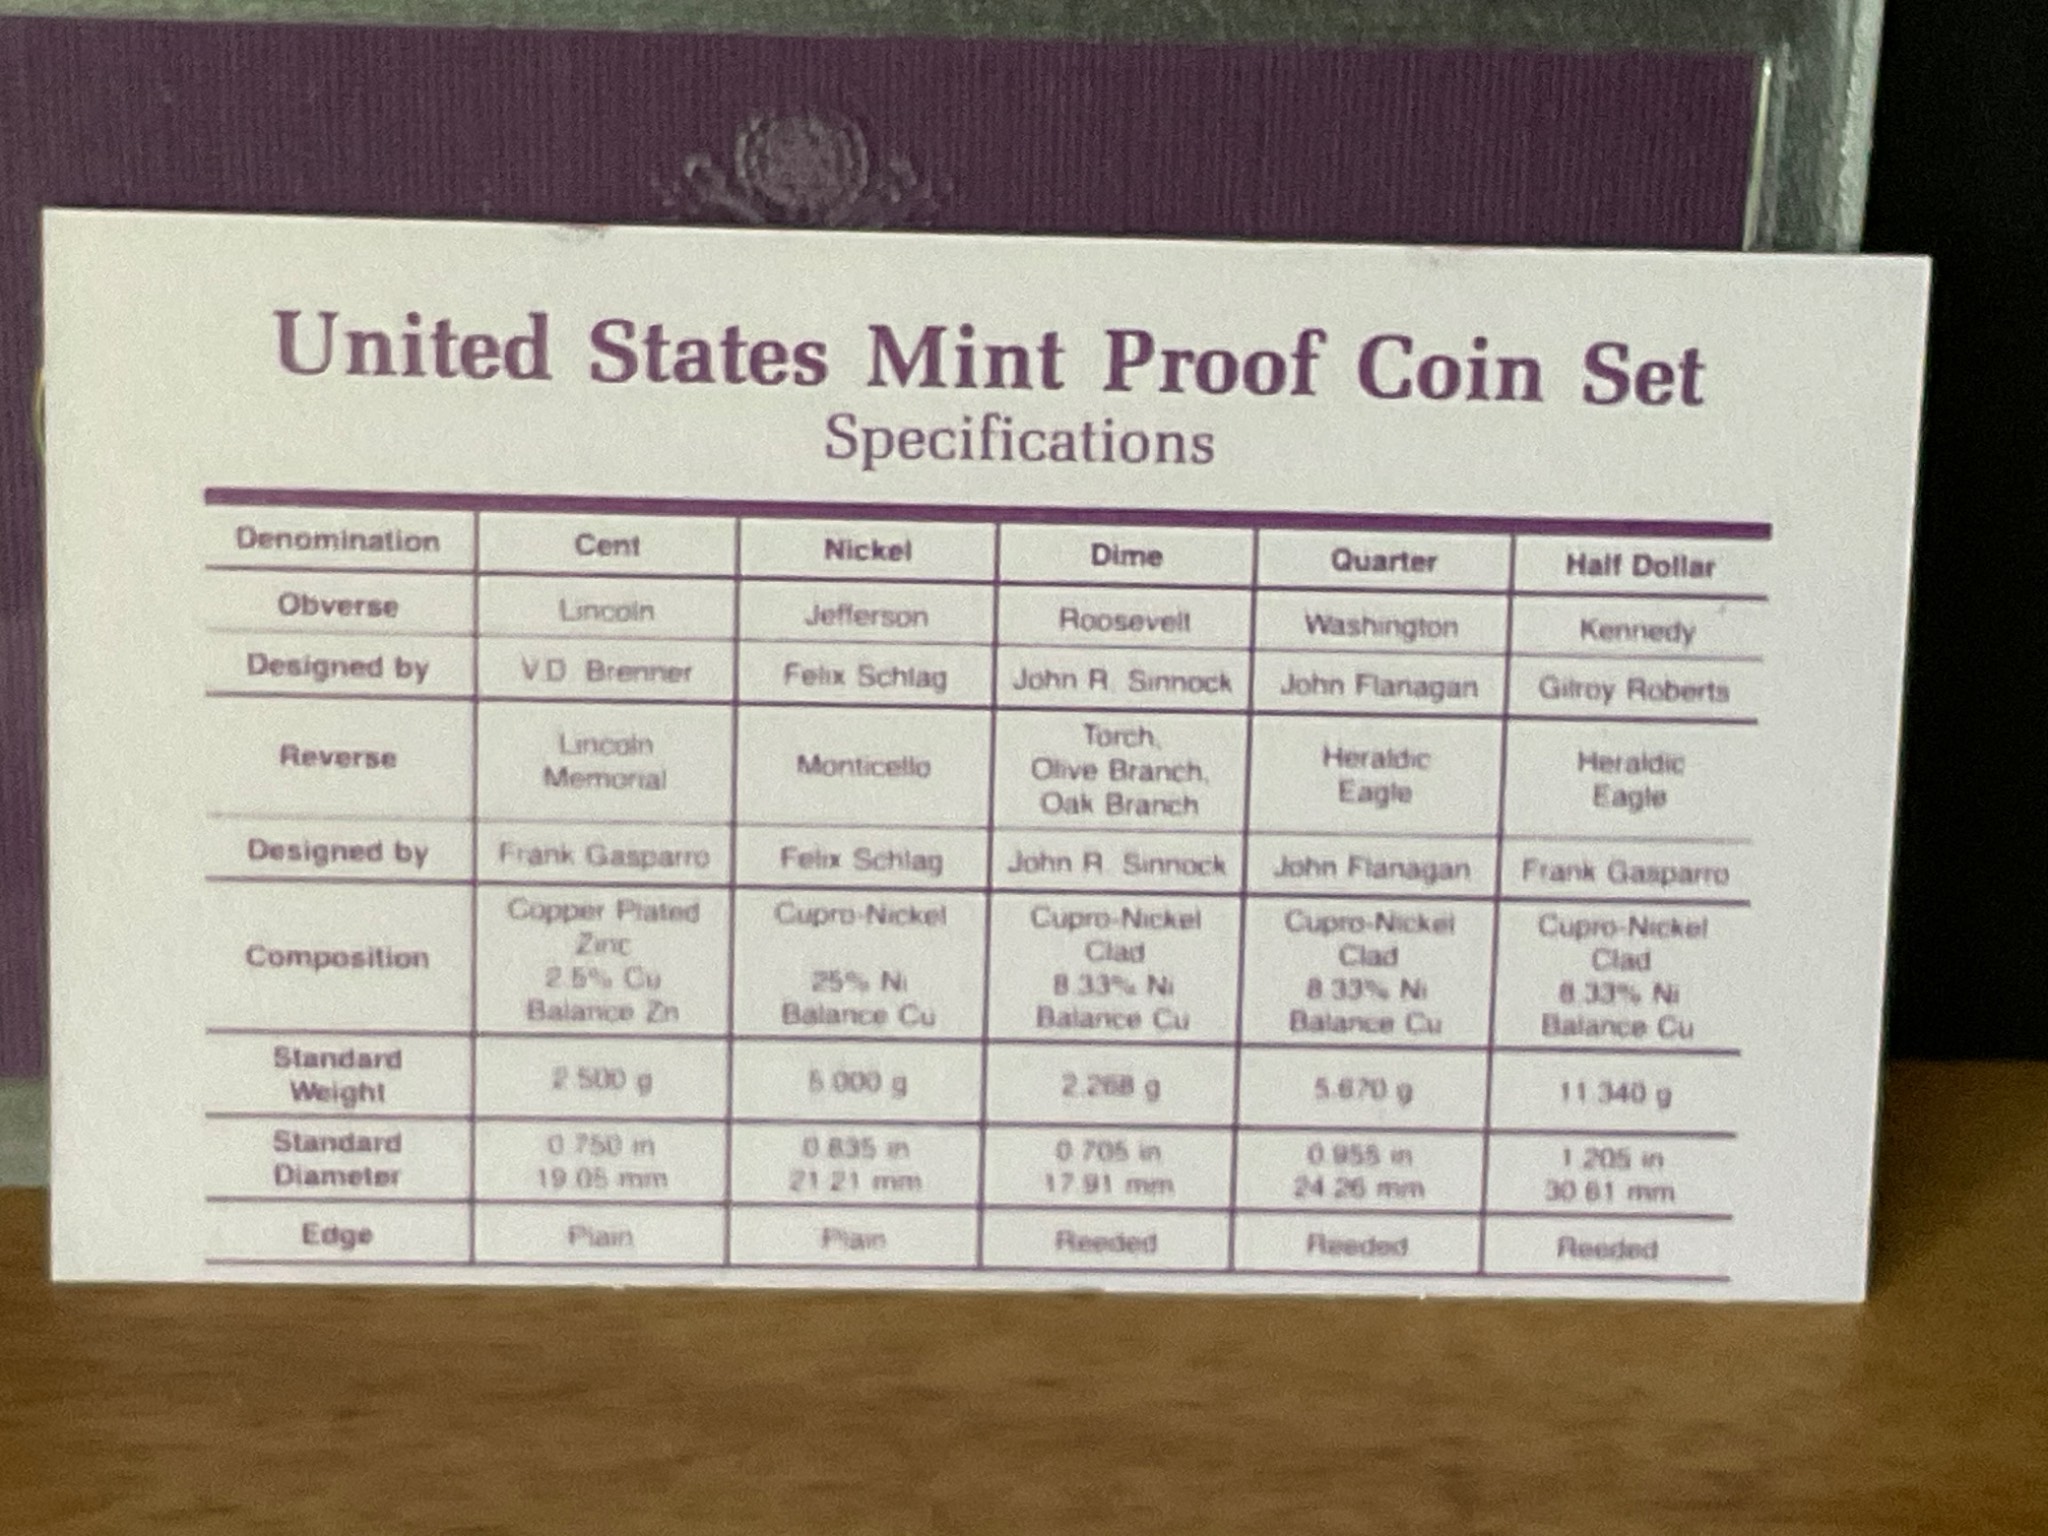 United States Mint Proof Coin Set
Specifications
Denomination Cent Nickel Dime Quarter Half Dollar
Obverse Lincoln Jefferson Roosevelt Washington Kennedy
Designed by V.D. Brenner Felix Schlag John R. Sinnock John Flanagan Gilroy Roberts
Reverse Lincoln Memorial Monticello Torch, Olive Branch, Oak Branch Heraldic Eagle Heraldic Eagle
Designed by Frank Gasparro Felix Schlag John R. Sinnock John Flanagan Frank Gasparro
Composition Copper Plated Zinc 2.5% Cu Balance Zn Cupro-Nickel 25% Ni Balance Cu Cupro-Nickel Clad 8.33% Ni Balance Cu Cupro-Nickel Clad 8.33% Ni Balance Cu Cupro-Nickel Clad 8.33% Ni Balance Cu
Standard Weight 2.500 g 5.000 g 2.268 g 5.670 g 11.340 g
Standard Diameter 0.750 in 19.05 mm 0.835 in 21.21 mm 0.705 in 17.91 mm 0.955 in 24.26 mm 1.205 in 30.61 mm
Edge Plain Plain Reeded Reeded Reeded